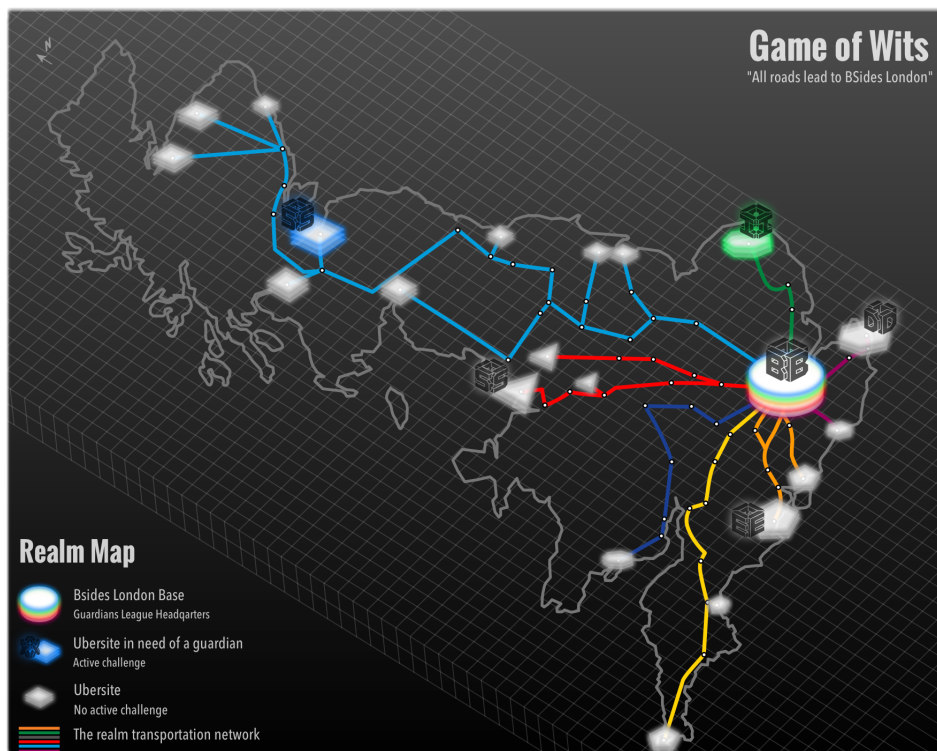 N
Game of Wits
"All roads lead to BSides London"
Realm Map
Bsides London Base
Guardians League Headqarters
Ubersite in need of a guardian
Active challenge
Ubersite
No active challenge
The realm transportation network